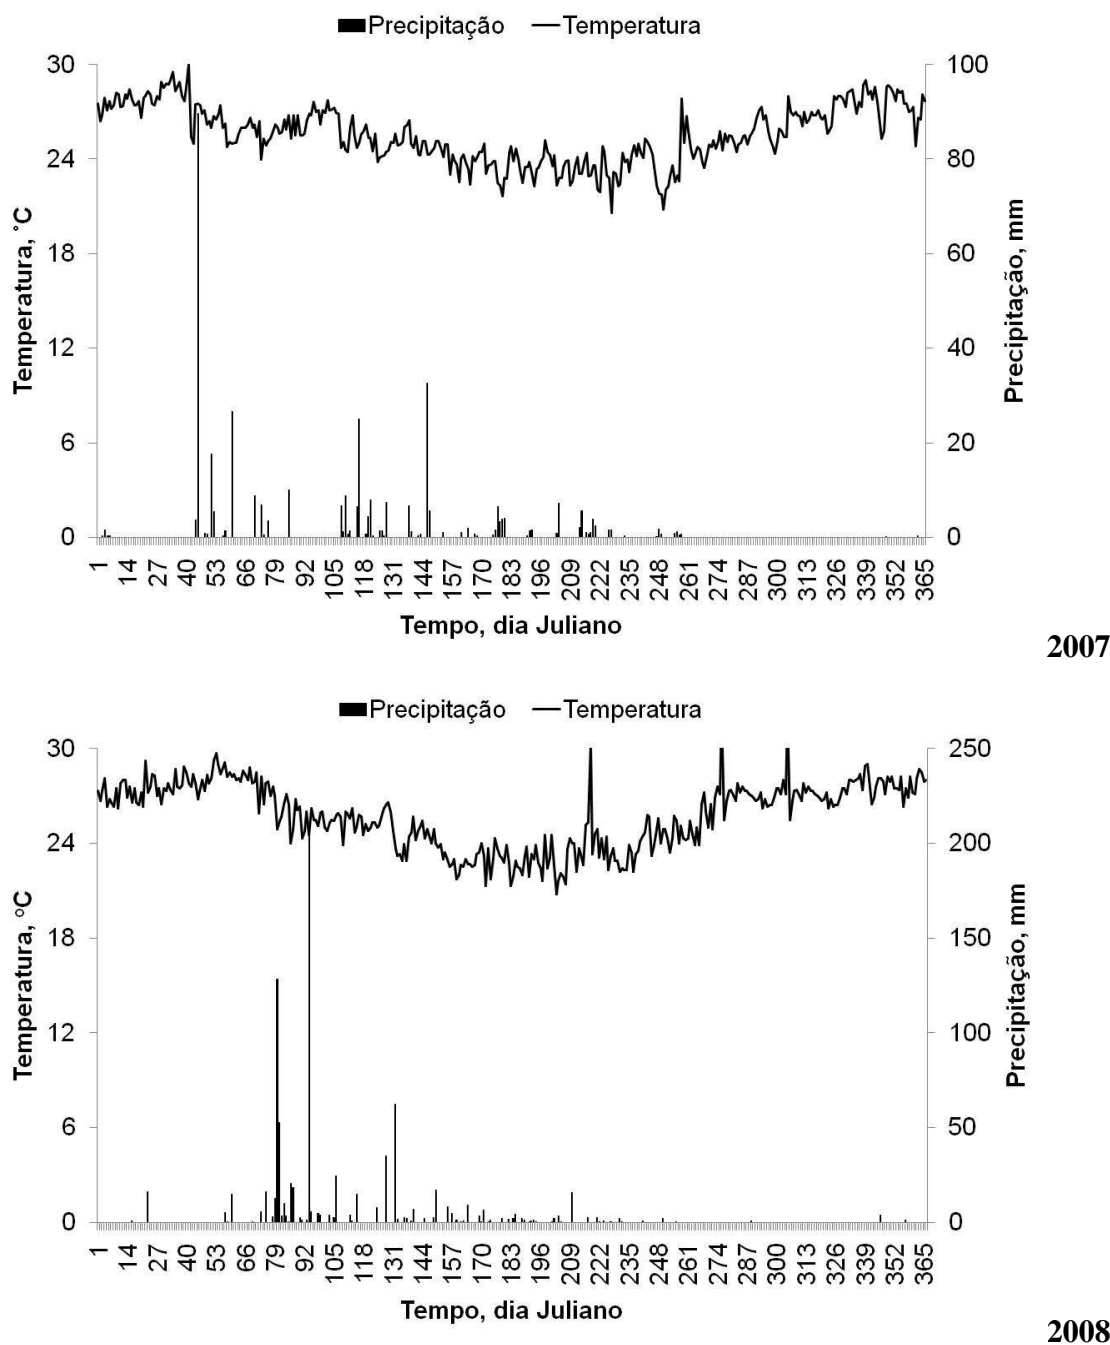 Precipitação Temperatura
30 100
24 80
18 60
12 40
6 20
0 0
Temperatura, ˚C
Precipitação, mm
1 14 27 40 53 66 79 92 105 118 131 144 157 170 183 196 209 222 235 248 261 274 287 300 313 326 339 352 365
Tempo, dia Juliano
2007
Precipitação Temperatura
30 250
24 200
18 150
12 100
6 50
0 0
Temperatura, °C
Precipitação, mm
1 14 27 40 53 66 79 92 105 118 131 144 157 170 183 196 209 222 235 248 261 274 287 300 313 326 339 352 365
Tempo, dia Juliano
2008